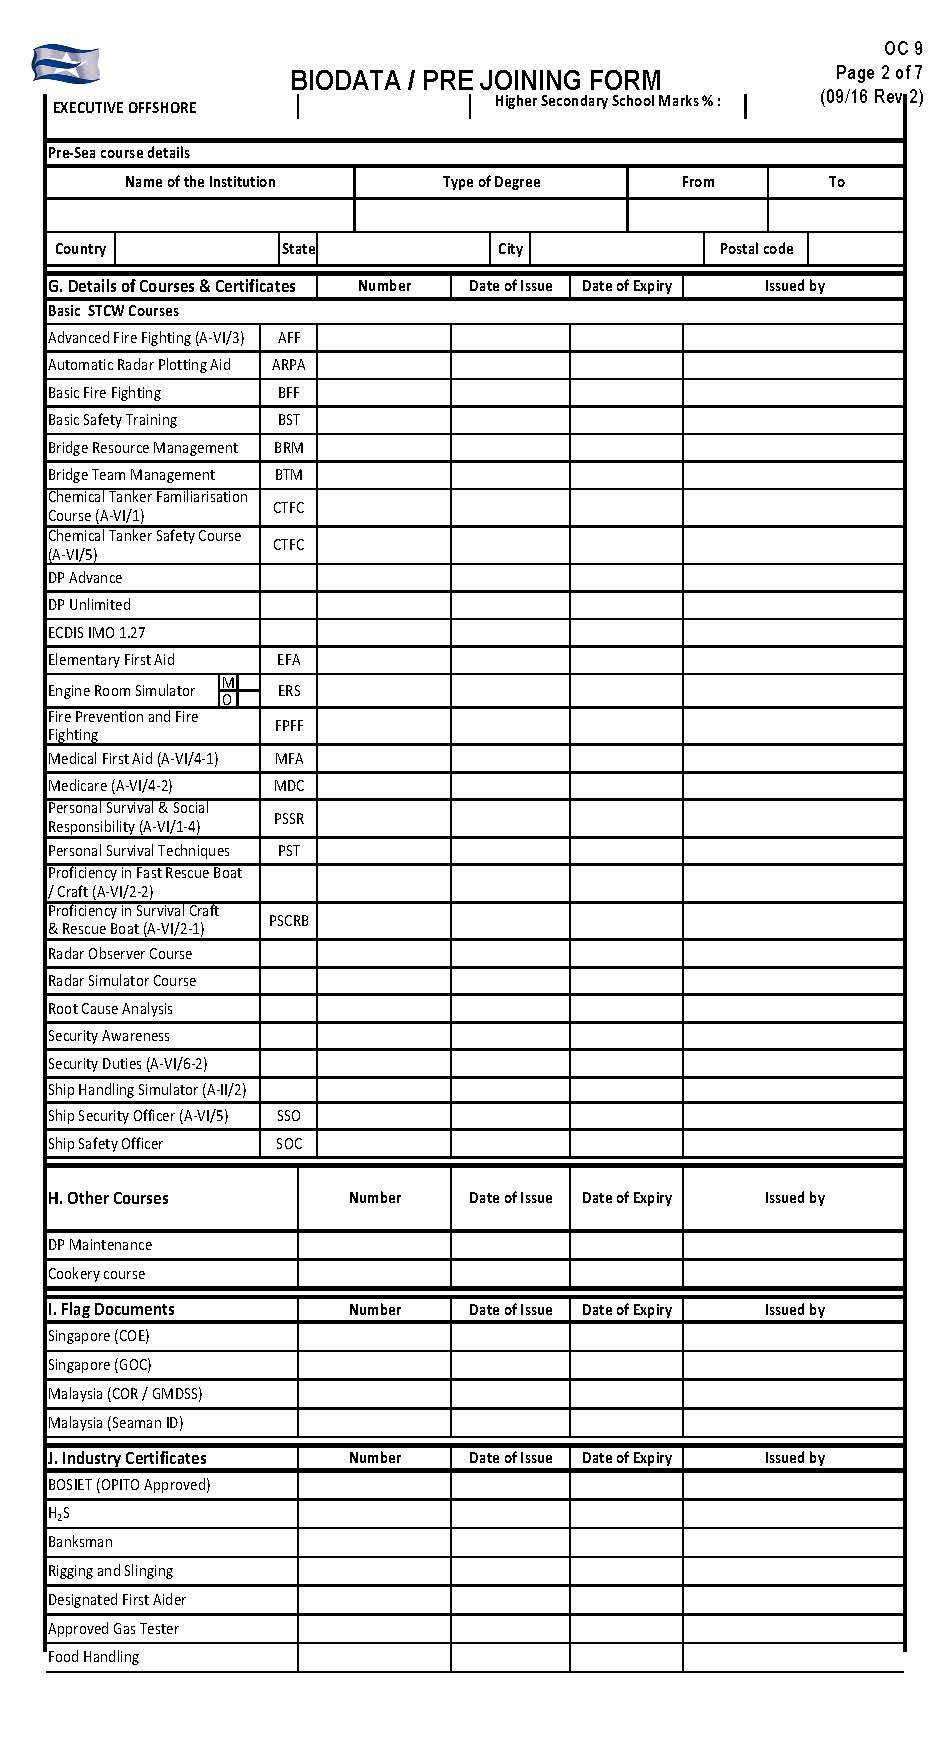 OC 9
BIODATA / PRE JOINING FORM
Page 2 of 7
(09/16 Rev 2)
EXECUTIVE OFFSHORE
Higher Secondary School Marks % :
Pre-Sea course details
Name of the Institution Type of Degree From To
Country State City Postal code
G. Details of Courses & Certificates Number Date of Issue Date of Expiry Issued by
Basic STCW Courses
Advanced Fire Fighting (A-VI/3) AFF
Automatic Radar Plotting Aid ARPA
Basic Fire Fighting BFF
Basic Safety Training BST
Bridge Resource Management BRM
Bridge Team Management BTM
Chemical Tanker Familiarisation
Course (A-VI/1) CTFC
Chemical Tanker Safety Course
(A-VI/5) CTFC
DP Advance
DP Unlimited
ECDIS IMO 1.27
Elementary First Aid EFA
Engine Room Simulator M
O ERS
Fire Prevention and Fire
Fighting FPFF
Medical First Aid (A-VI/4-1) MFA
Medicare (A-VI/4-2) MDC
Personal Survival & Social
Responsibility (A-VI/1-4) PSSR
Personal Survival Techniques PST
Proficiency in Fast Rescue Boat
/ Craft (A-VI/2-2)
Proficiency in Survival Craft
& Rescue Boat (A-VI/2-1) PSCRB
Radar Observer Course
Radar Simulator Course
Root Cause Analysis
Security Awareness
Security Duties (A-VI/6-2)
Ship Handling Simulator (A-II/2)
Ship Security Officer (A-VI/5) SSO
Ship Safety Officer SOC
H. Other Courses Number Date of Issue Date of Expiry Issued by
DP Maintenance
Cookery course
I. Flag Documents Number Date of Issue Date of Expiry Issued by
Singapore (COE)
Singapore (GOC)
Malaysia (COR / GMDSS)
Malaysia (Seaman ID)
J. Industry Certificates Number Date of Issue Date of Expiry Issued by
BOSIET (OPITO Approved)
H₂S
Banksman
Rigging and Slinging
Designated First Aider
Approved Gas Tester
Food Handling